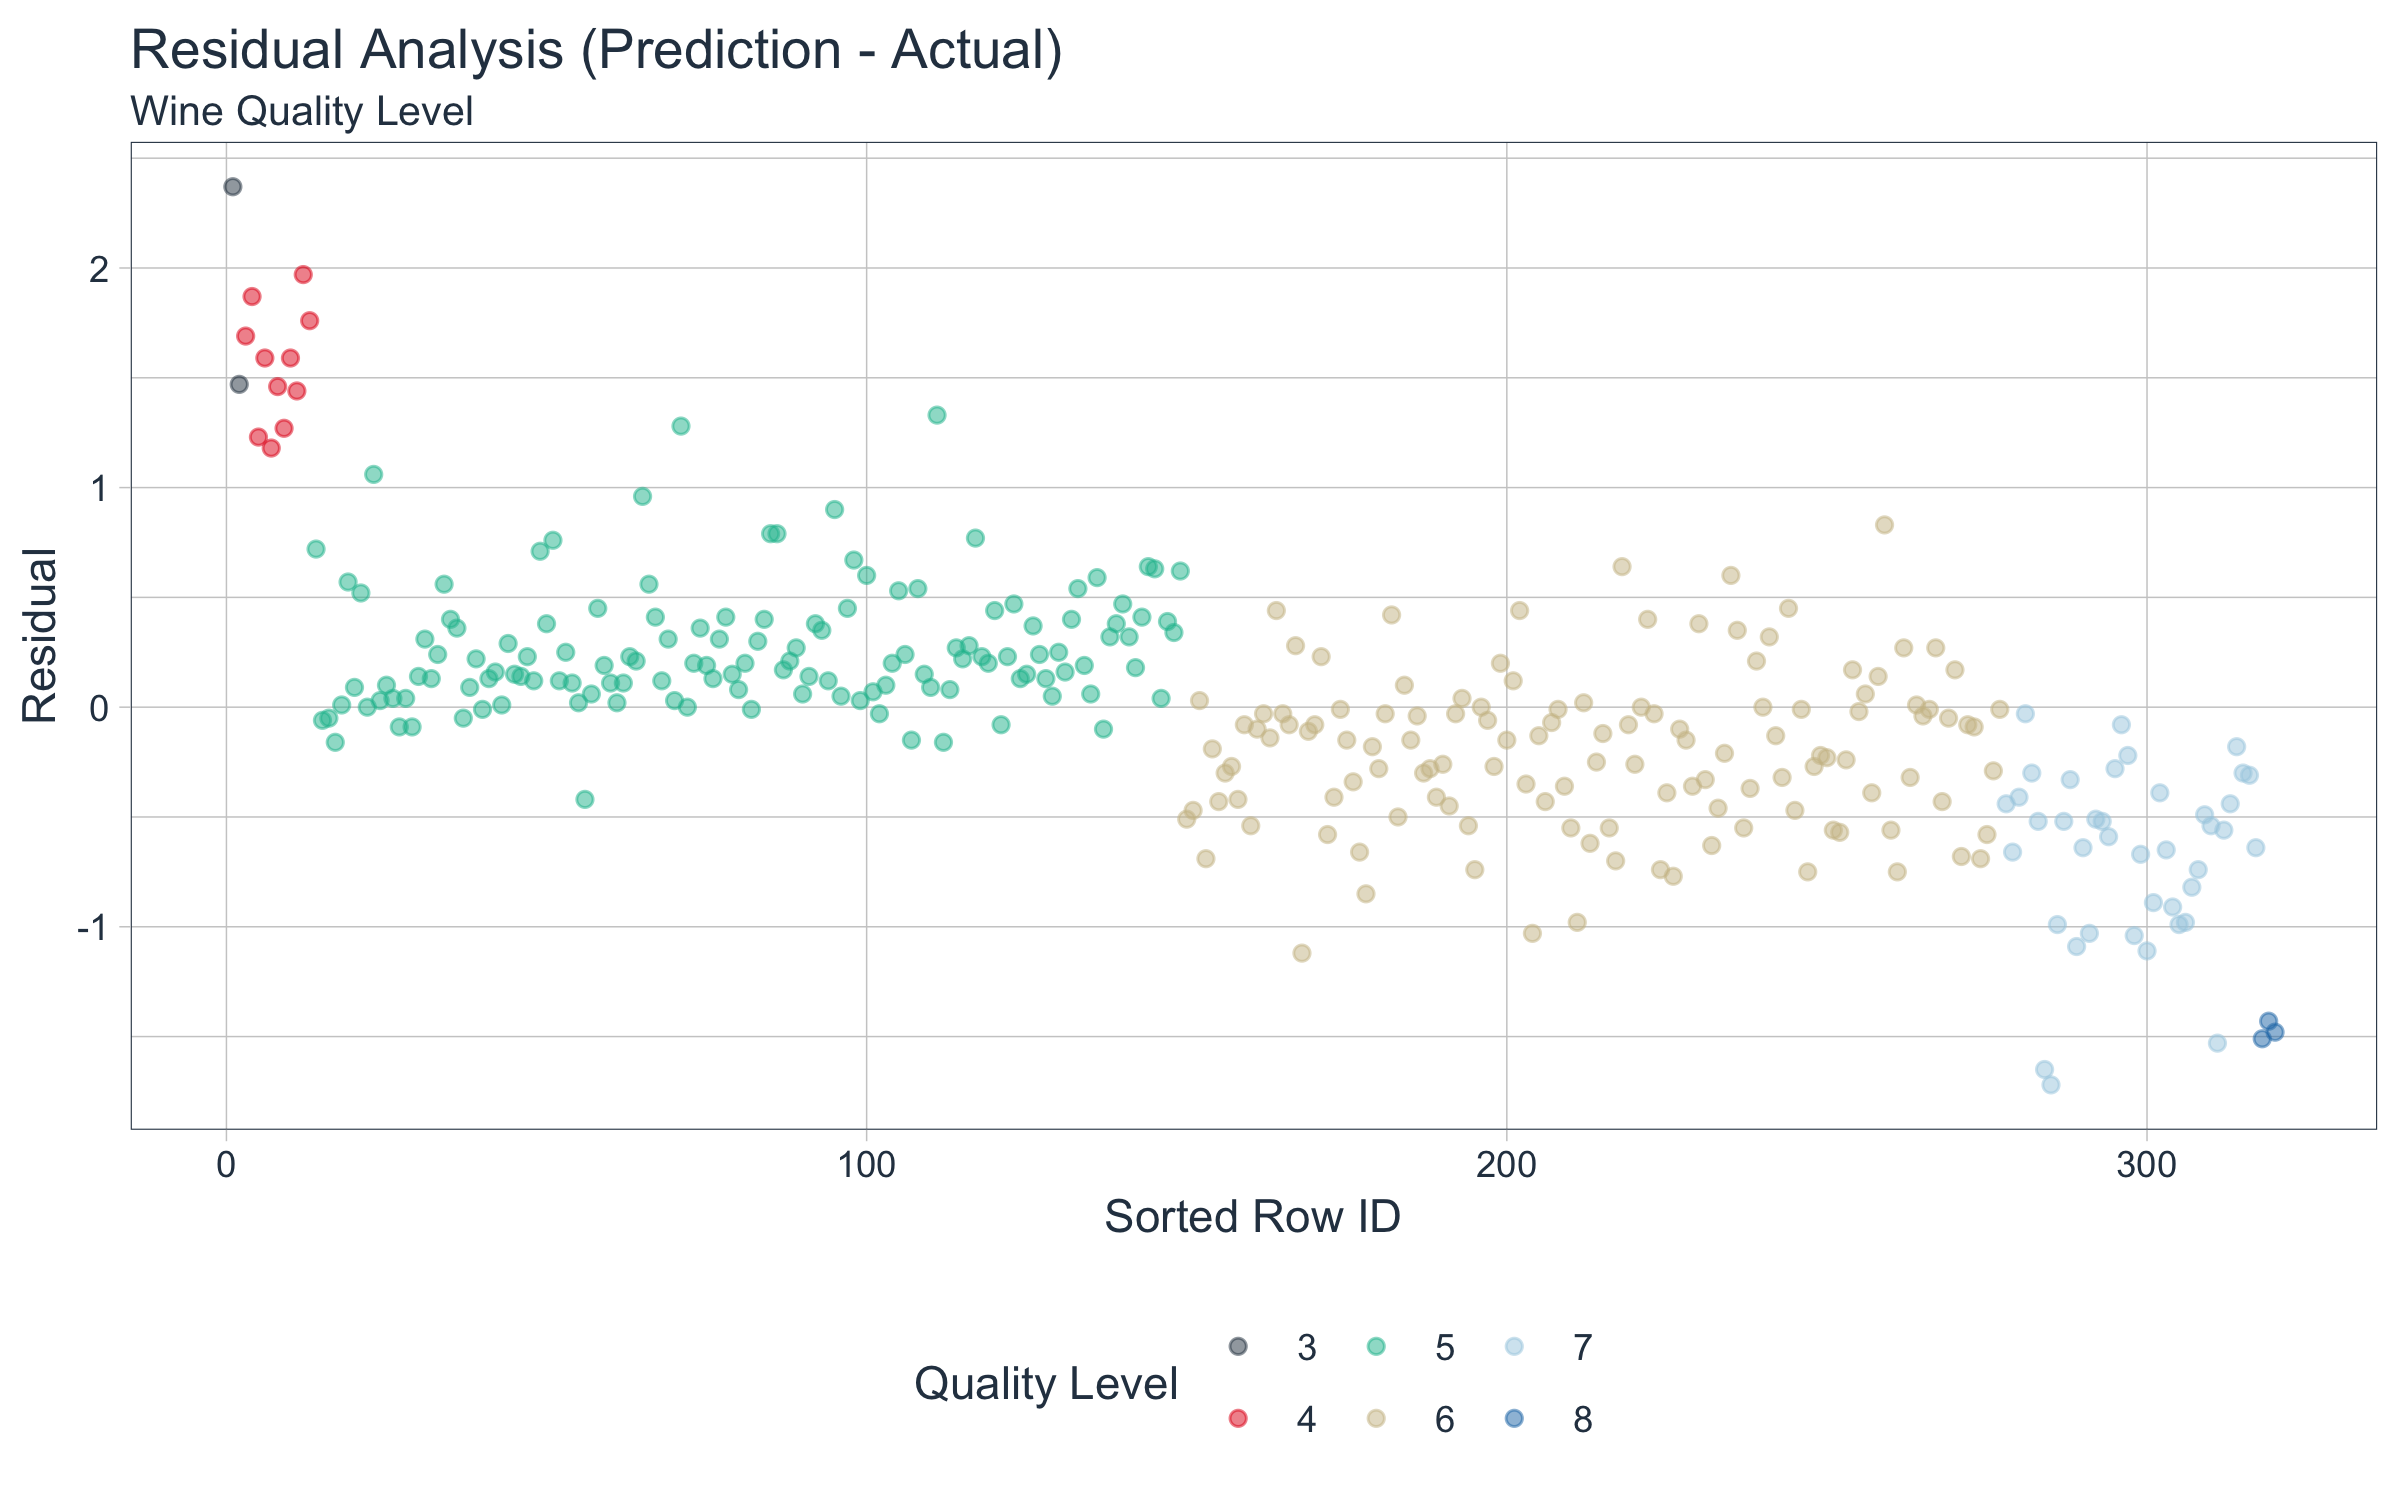 Residual Analysis (Prediction - Actual)
Wine Quality Level
Residual
2
1
0
-1
0 100 200 300
Sorted Row ID
Quality Level
3 5 7
4 6 8